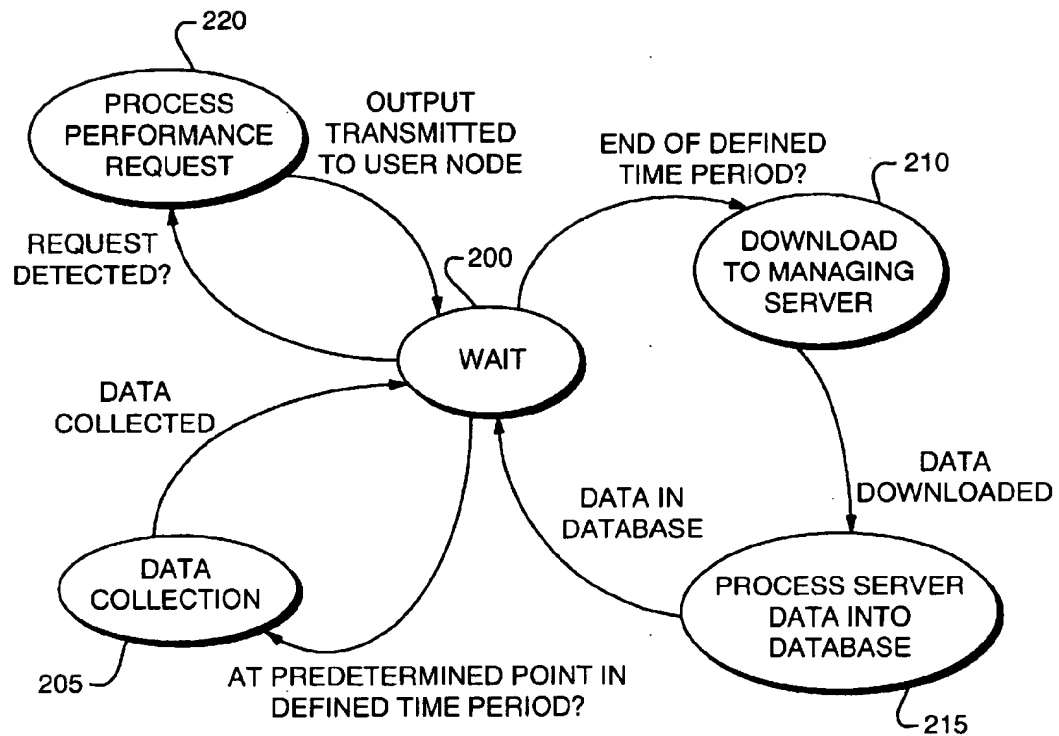 220
PROCESS
PERFORMANCE
REQUEST
OUTPUT
TRANSMITTED
TO USER NODE
END OF DEFINED
TIME PERIOD?
210
DOWNLOAD
TO MANAGING
SERVER
REQUEST
DETECTED?
200
WAIT
DATA
COLLECTED
DATA
DOWNLOADED
DATA IN
DATABASE
DATA
COLLECTION
205
PROCESS SERVER
DATA INTO
DATABASE
215
AT PREDETERMINED POINT IN
DEFINED TIME PERIOD?